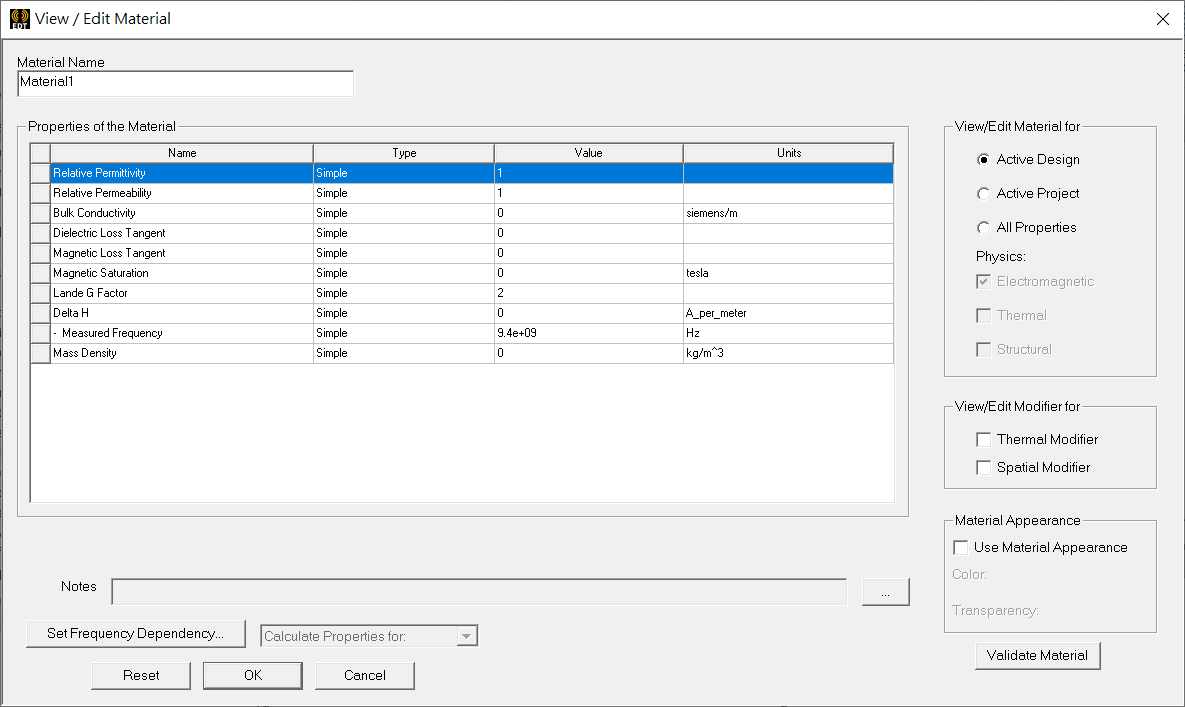 EDT
View / Edit Material
Material Name
Material1
Properties of the Material
Name Type Value Units
Relative Permittivity Simple 1
Relative Permeability Simple 1
Bulk Conductivity Simple 0 siemens/m
Dielectric Loss Tangent Simple 0
Magnetic Loss Tangent Simple 0
Magnetic Saturation Simple 0 tesla
Lande G Factor Simple 2
Delta H Simple 0 A_per_meter
- Measured Frequency Simple 9.4e+09 Hz
Mass Density Simple 0 kg/m^3
View/Edit Material for
Active Design
Active Project
All Properties
Physics:
Electromagnetic
Thermal
Structural
View/Edit Modifier for
Thermal Modifier
Spatial Modifier
Material Appearance
Use Material Appearance
Color:
Transparency:
Notes ...
Set Frequency Dependency... Calculate Properties for:
Validate Material
Reset OK Cancel